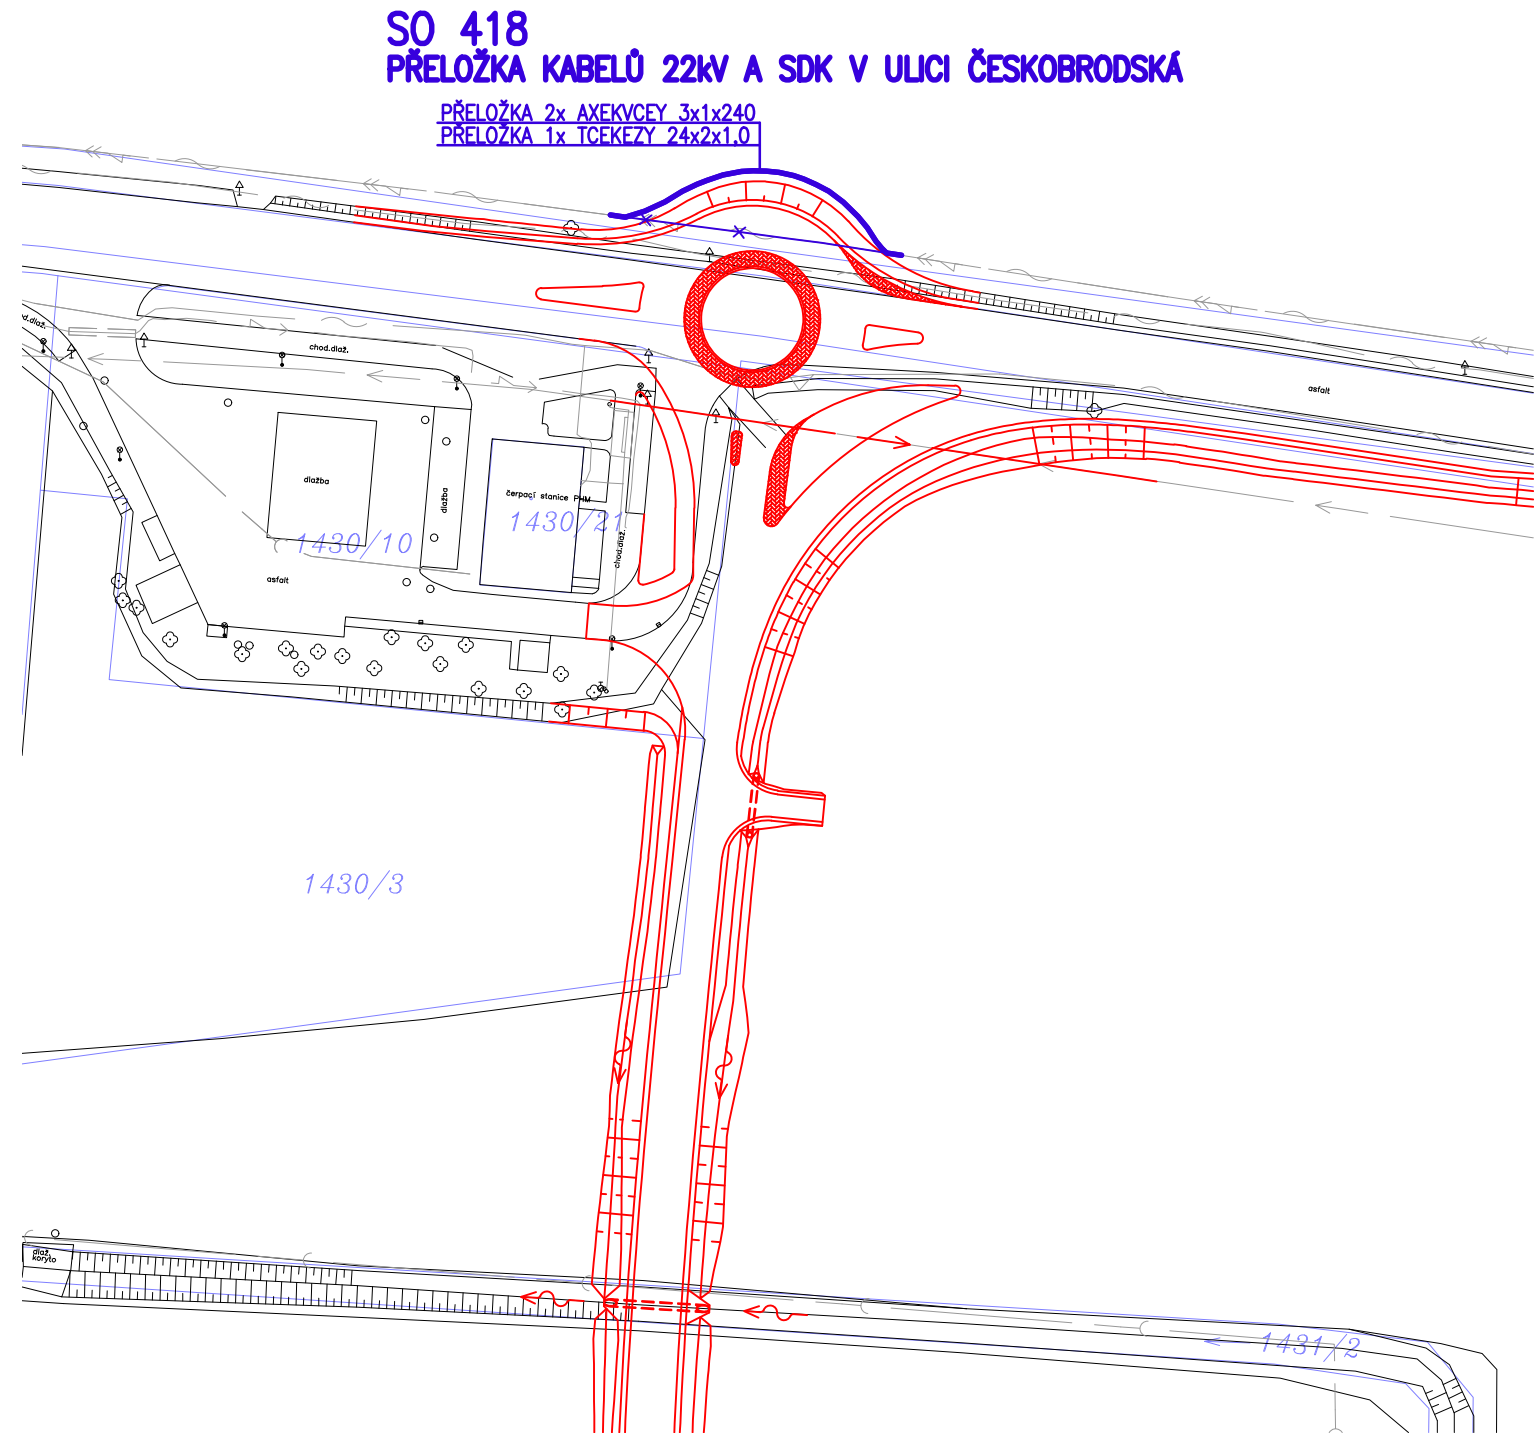 SO 418
PŘELOŽKA KABELŮ 22kV A SDK V ULICI ČESKOBRODSKÁ
PŘELOŽKA 2x AXEKVCEY 3x1x240
PŘELOŽKA 1x TCEKEZY 24x2x1,0
chod.dlaž.
asfalt
dlažba
dlažba
čerpací stanice PHM
1430/21
1430/10
chod.dlaž.
asfalt
1430/3
dlaž.
koryto
1431/2